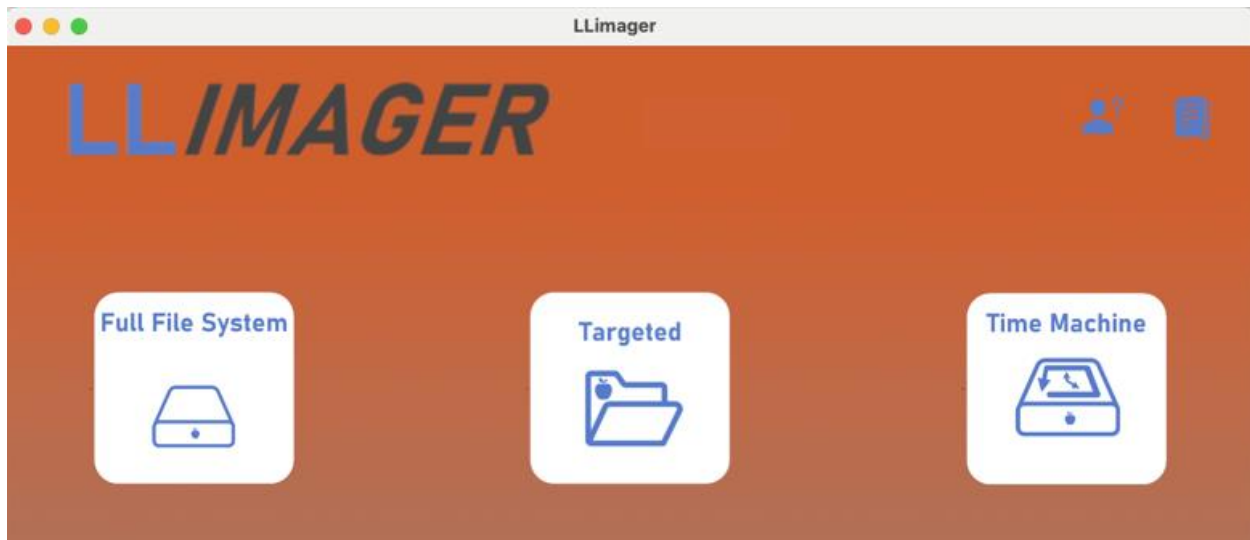 LLimager
LLIMAGER
Full File System
Targeted
Time Machine